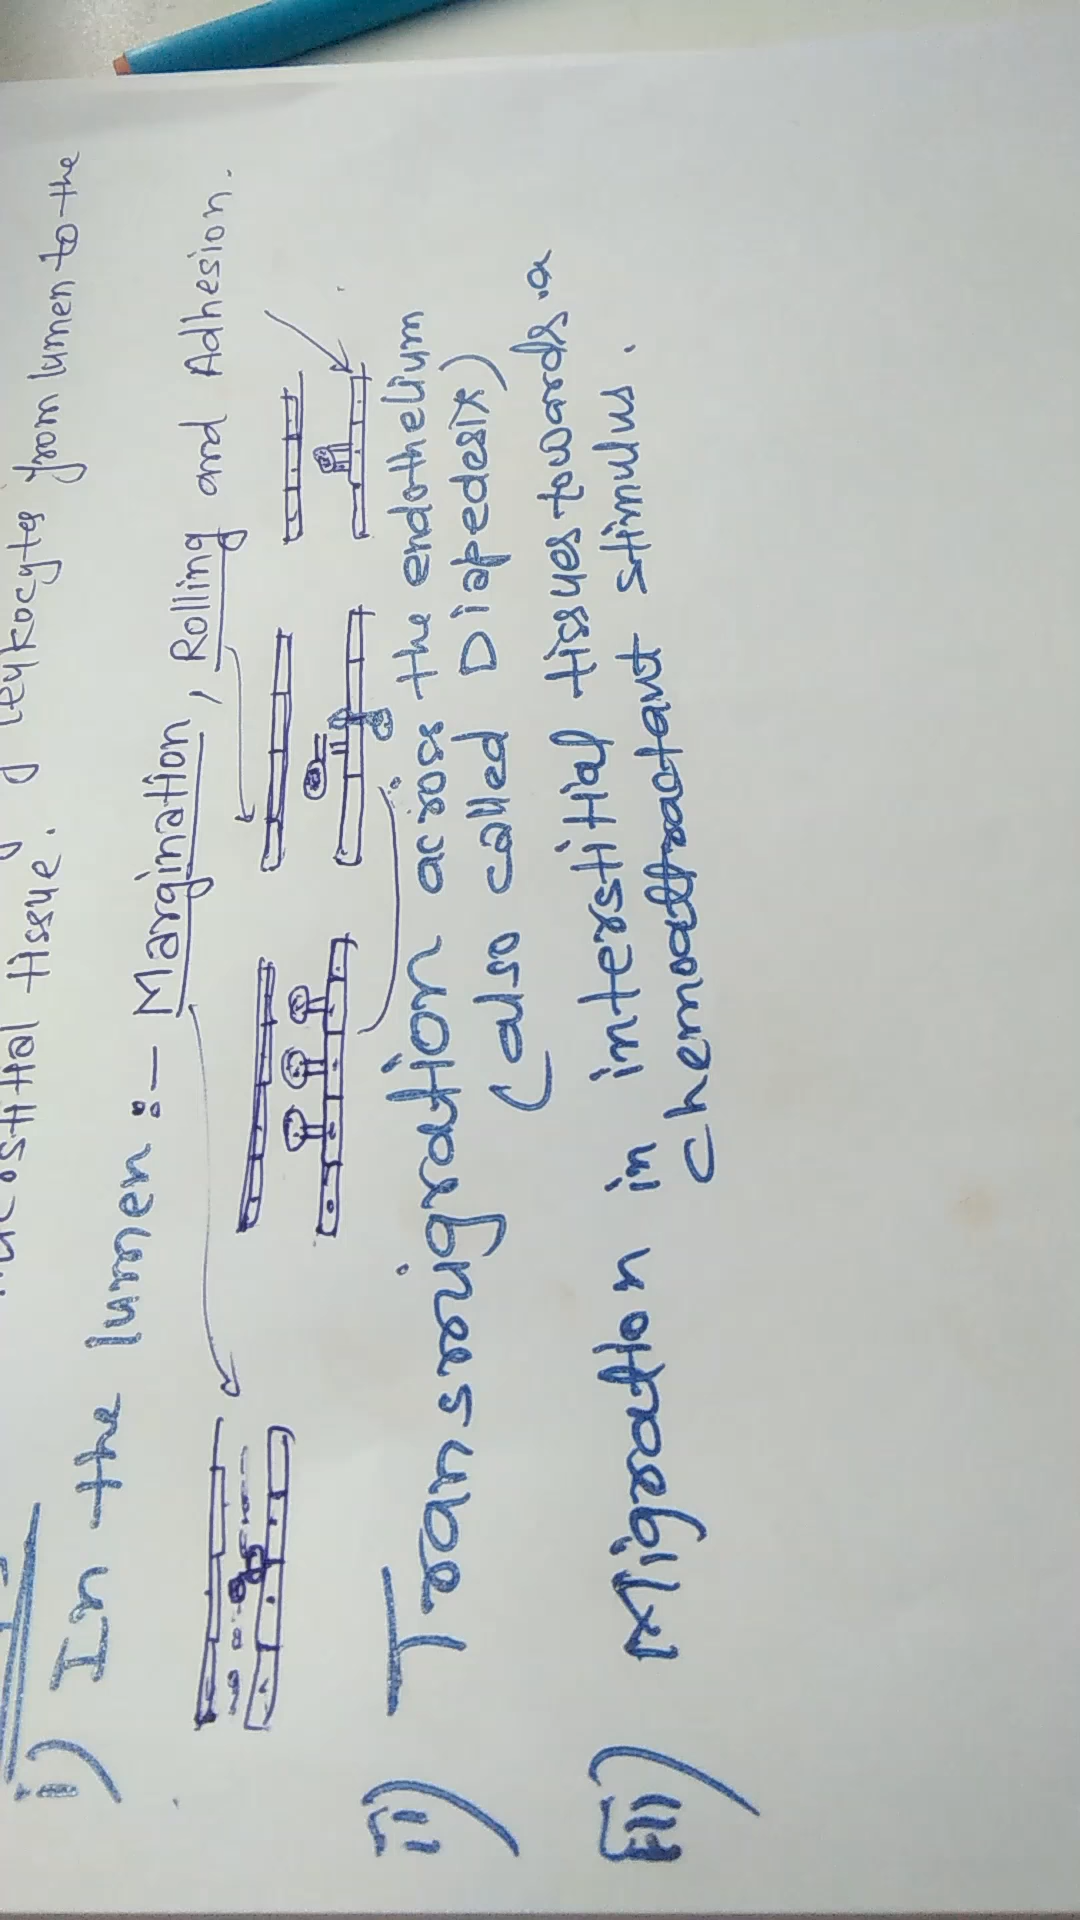 leukocytes from lumen to the
tissue.
i) In the lumen :- Margination, Rolling and Adhesion.
ii) Transmigration across the endothelium
(also called Diapedesis)
iii) Migration in interstitial tissues towards a
chemoattractant stimulus.